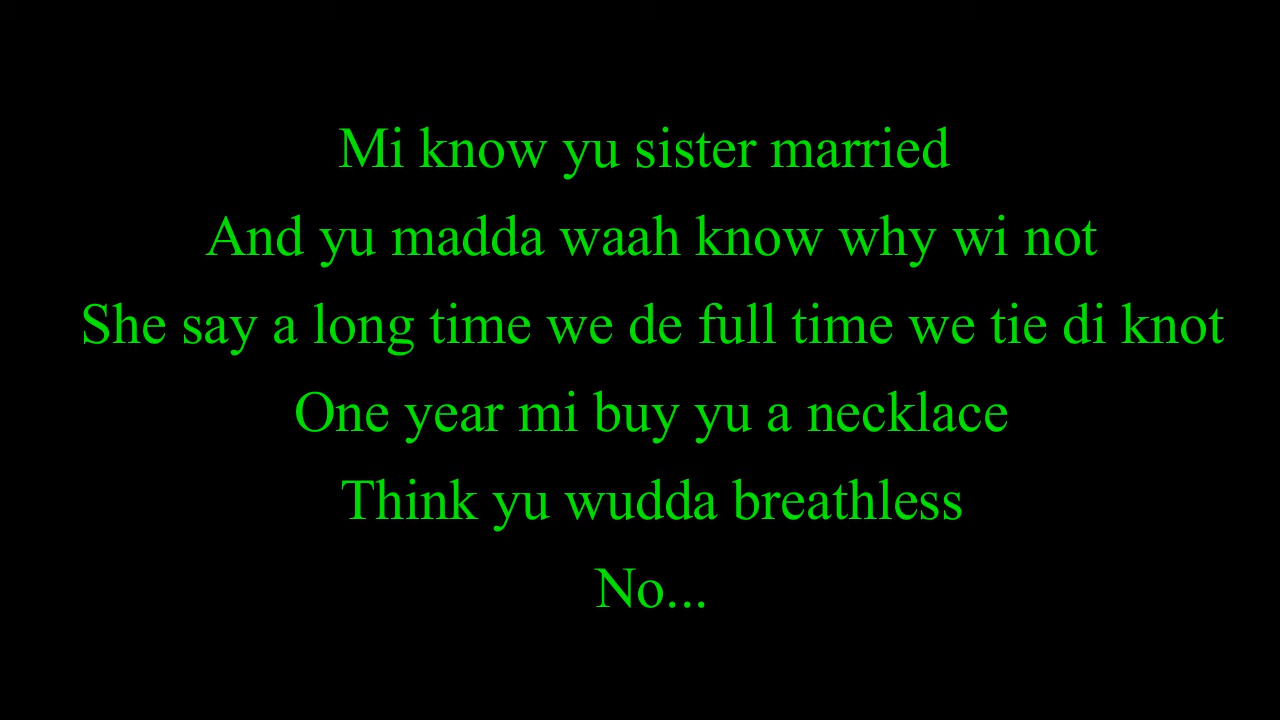 Mi know yu sister married
And yu madda waah know why wi not
She say a long time we de full time we tie di knot
One year mi buy yu a necklace
Think yu wudda breathless
No...